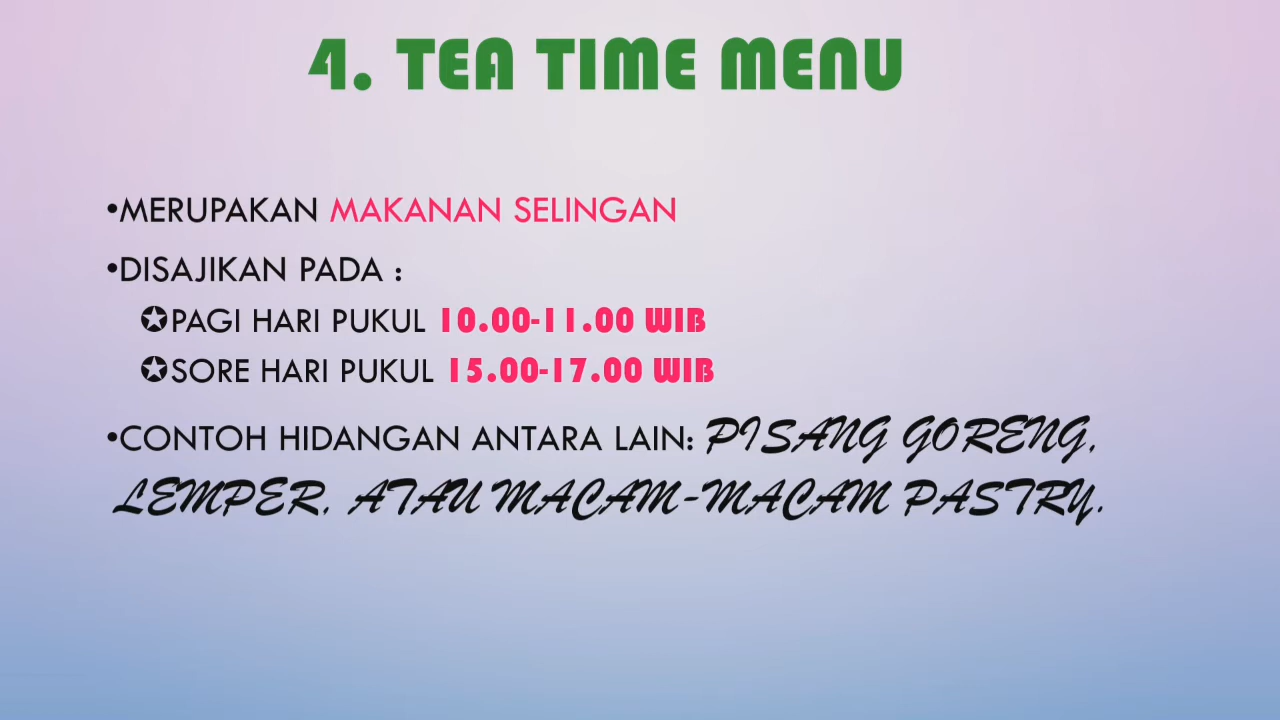 4. TEA TIME MENU
•MERUPAKAN MAKANAN SELINGAN
•DISAJIKAN PADA :
✪PAGI HARI PUKUL 10.00-11.00 WIB
✪SORE HARI PUKUL 15.00-17.00 WIB
•CONTOH HIDANGAN ANTARA LAIN: PISANG GORENG,
LEMPER, ATAU MACAM-MACAM PASTRY.